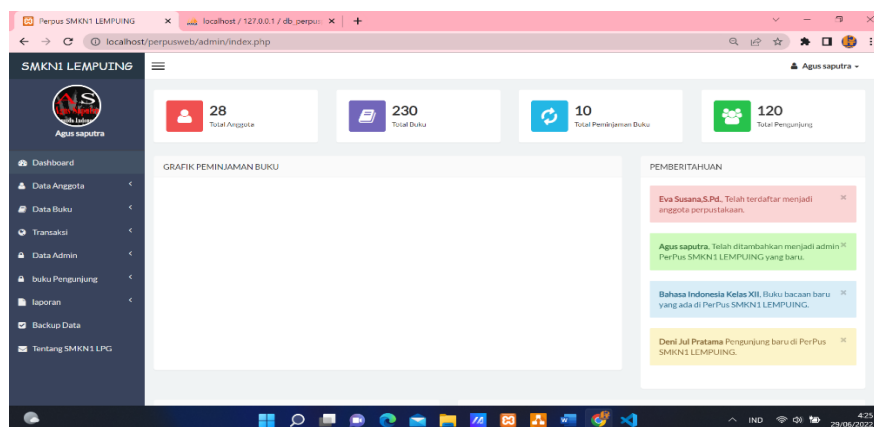 Perpus SMKN1 LEMPUING
localhost / 127.0.0.1 / db_perpus
localhost/perpusweb/admin/index.php
SMKN1 LEMPUING
Agus saputra
Agus saputra
28
Total Anggota
230
Total Buku
10
Total Peminjaman Buku
120
Total Pengunjung
Dashboard
Data Anggota
Data Buku
Transaksi
Data Admin
buku Pengunjung
laporan
Backup Data
Tentang SMKN1 LPG
GRAFIK PEMINJAMAN BUKU
PEMBERITAHUAN
Eva Susana,S.Pd., Telah terdaftar menjadi
anggota perpustakaan.
Agus saputra, Telah ditambahkan menjadi admin
PerPus SMKN1 LEMPUING yang baru.
Bahasa Indonesia Kelas XII, Buku bacaan baru
yang ada di PerPus SMKN1 LEMPUING.
Deni Jul Pratama Pengunjung baru di PerPus
SMKN1 LEMPUING.
IND
4:25
29/06/2022